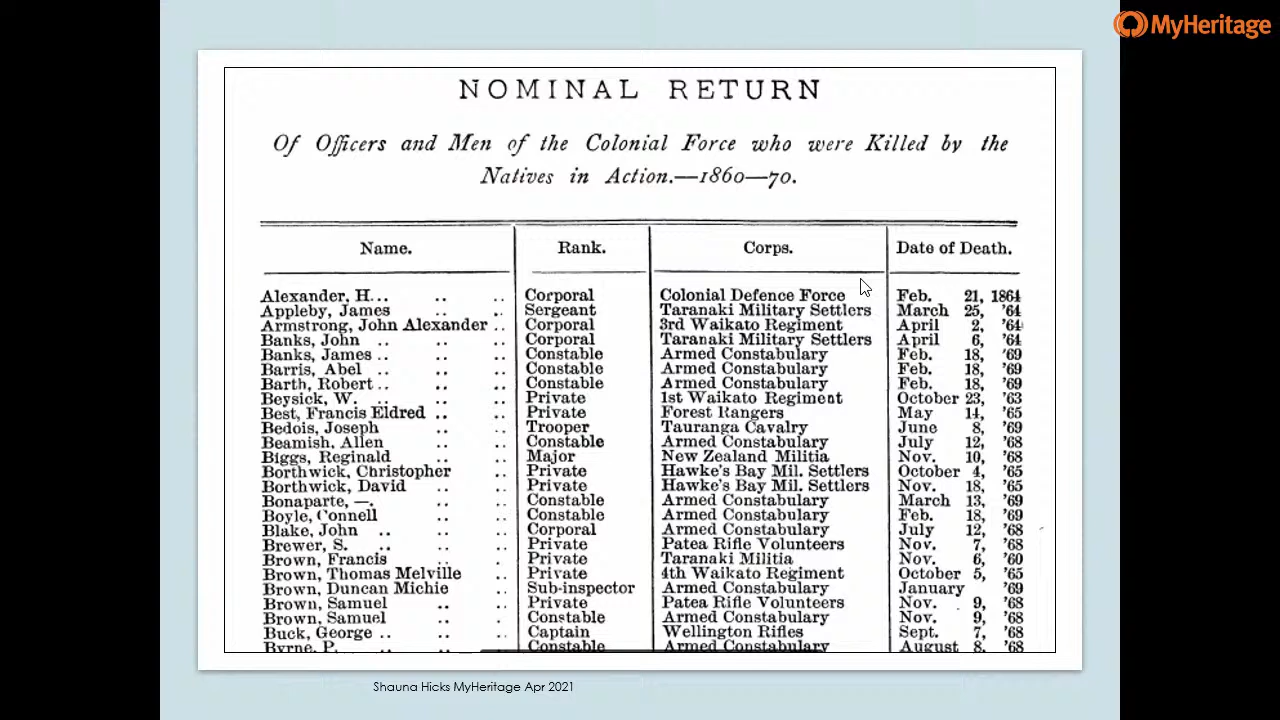 MyHeritage
NOMINAL RETURN
Of Officers and Men of the Colonial Force who were Killed by the
Natives in Action.—1860—70.
Name. Rank. Corps. Date of Death.
Alexander, H... .. .. Corporal Colonial Defence Force Feb. 21, 1864
Appleby, James .. .. Sergeant Taranaki Military Settlers March 25, '64
Armstrong, John Alexander .. Corporal 3rd Waikato Regiment April 2, '64
Banks, John .. .. .. Corporal Taranaki Military Settlers April 6, '64
Banks, James .. .. .. Constable Armed Constabulary Feb. 18, '69
Barris, Abel .. .. Constable Armed Constabulary Feb. 18, '69
Barth, Robert .. .. .. Constable Armed Constabulary Feb. 18, '69
Beysick, W. .. .. .. Private 1st Waikato Regiment October 23, '63
Best, Francis Eldred .. .. Private Forest Rangers May 14, '65
Bedois, Joseph .. .. Trooper Tauranga Cavalry June 8, '69
Beamish, Allen .. .. Constable Armed Constabulary July 12, '68
Biggs, Reginald .. .. Major New Zealand Militia Nov. 10, '68
Borthwick, Christopher .. Private Hawke's Bay Mil. Settlers October 4, '65
Borthwick, David .. .. Private Hawke's Bay Mil. Settlers Nov. 18, '65
Bonaparte, —. .. .. Constable Armed Constabulary March 13, '69
Boyle, Connell .. .. Constable Armed Constabulary Feb. 18, '69
Blake, John .. .. .. Corporal Armed Constabulary July 12, '68
Brewer, S. .. .. .. Private Patea Rifle Volunteers Nov. 7, '68
Brown, Francis .. .. Private Taranaki Militia Nov. 6, '60
Brown, Thomas Melville .. Private 4th Waikato Regiment October 5, '65
Brown, Duncan Michie .. Sub-inspector Armed Constabulary January '69
Brown, Samuel .. .. Private Patea Rifle Volunteers Nov. 9, '68
Brown, Samuel .. .. Constable Armed Constabulary Nov. 9, '68
Buck, George .. .. .. Captain Wellington Rifles Sept. 7, '68
Byrne, P. Constable Armed Constabulary August 8, '68
Shauna Hicks MyHeritage Apr 2021